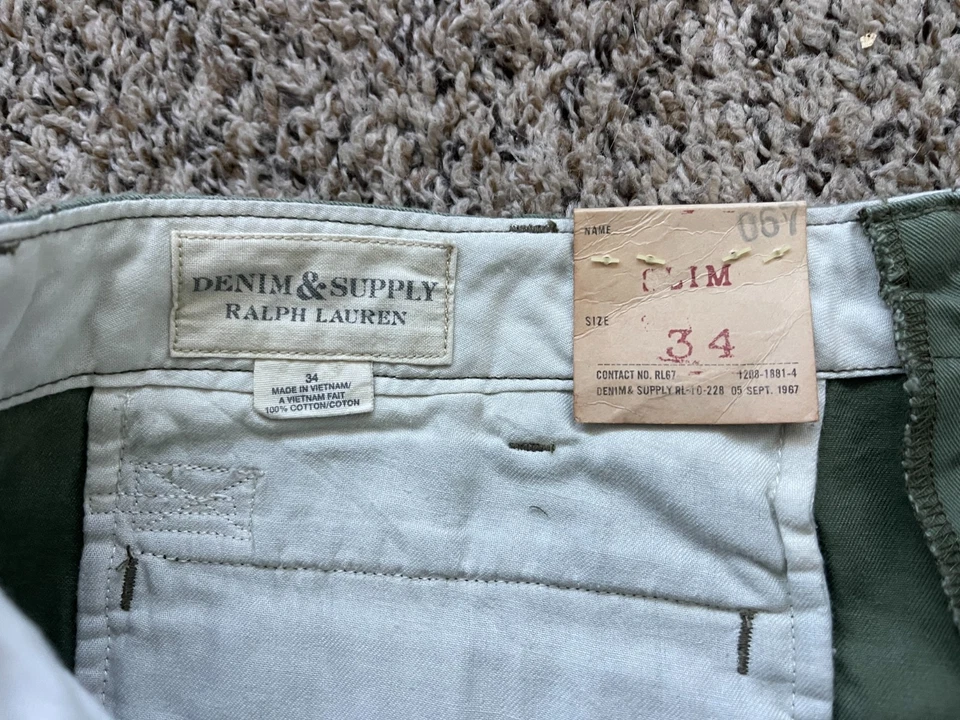 DENIM & SUPPLY
RALPH LAUREN
34
MADE IN VIETNAM/
A VIETNAM FAIT
100% COTTON/COTON
067
NAME
SLIM
SIZE
34
CONTACT NO. RL67 1208-1881-4
DENIM& SUPPLY RL-10-228 05 SEPT. 1967